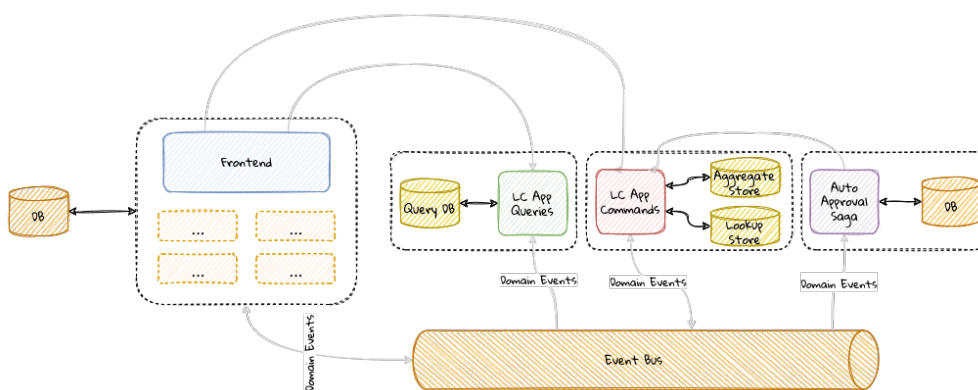 Frontend
DB
...
...
...
...
Query DB
LC App
Queries
LC App
Commands
Aggregate
Store
Lookup
Store
Auto
Approval
Saga
DB
Domain Events
Domain Events
Domain Events
Domain Events
Event Bus